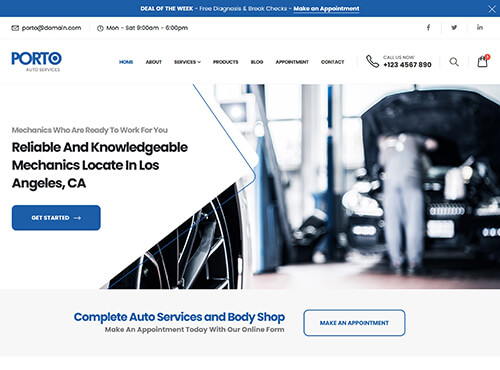 DEAL OF THE WEEK - Free Diagnosis & Break Checks - Make an Appointment
porto@domain.com
Mon - Sat 9:00am - 6:00pm
PORTO
AUTO SERVICES
HOME
ABOUT
SERVICES
PRODUCTS
BLOG
APPOINTMENT
CONTACT
CALL US NOW
+123 4567 890
Mechanics Who Are Ready To Work For You
Reliable And Knowledgeable
Mechanics Locate In Los
Angeles, CA
GET STARTED
Complete Auto Services and Body Shop
Make An Appointment Today With Our Online Form
MAKE AN APPOINTMENT